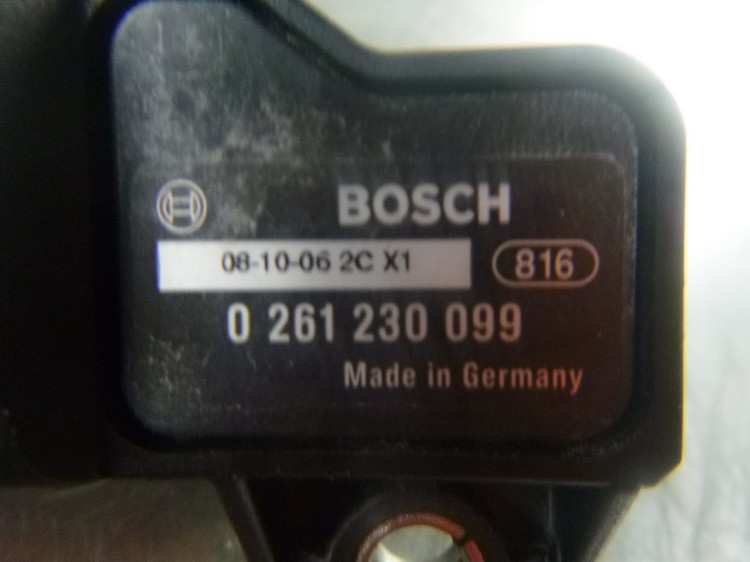 BOSCH
08-10-06 2C X1 816
0 261 230 099
Made in Germany